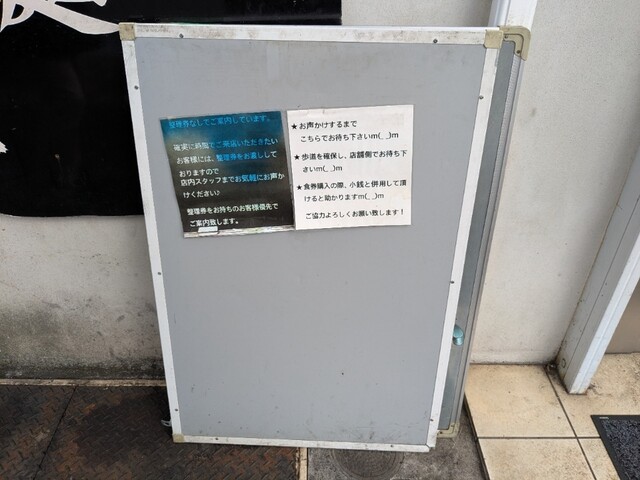 整理券なしでご案内しています。
確実に時間でご来店いただきたい
お客様には、整理券をお渡しして
おりますので
店内スタッフまでお気軽にお声か
けください♪
整理券をお持ちのお客様優先で
ご案内致します。
★お声かけするまで
こちらでお待ち下さいm(_ _)m
★歩道を確保し、店舗側でお待ち下
さいm(_ _)m
★食券購入の際、小銭と併用して頂
けると助かりますm(_ _)m
ご協力よろしくお願い致します！